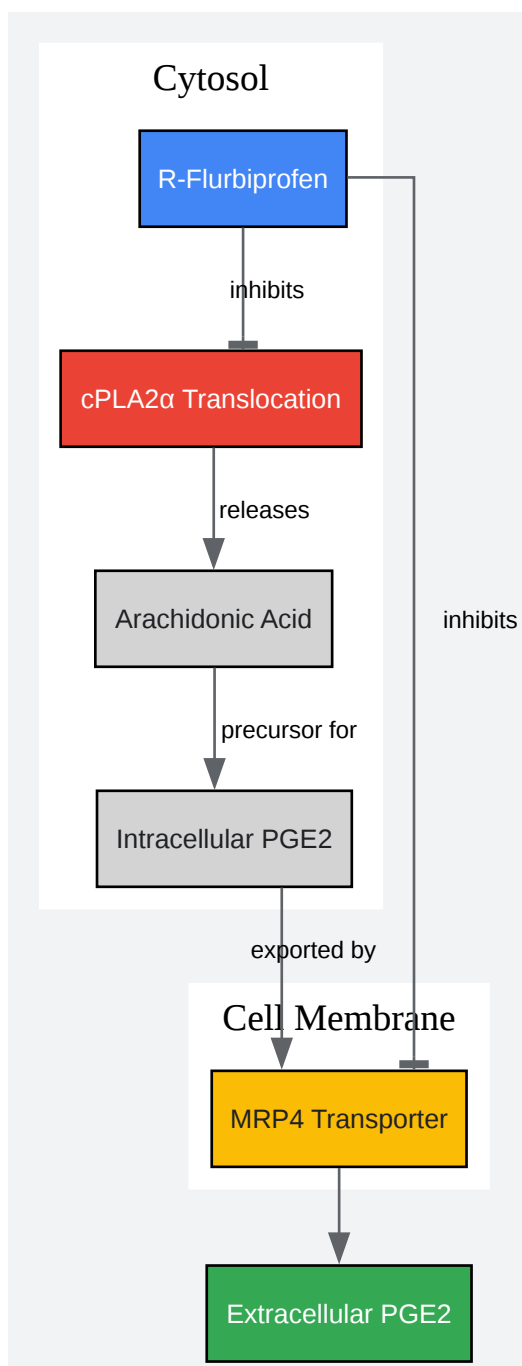 Cytosol
R-Flurbiprofen
inhibits
cPLA2α Translocation
releases
Arachidonic Acid
inhibits
precursor for
Intracellular PGE2
exported by
Cell Membrane
MRP4 Transporter
Extracellular PGE2